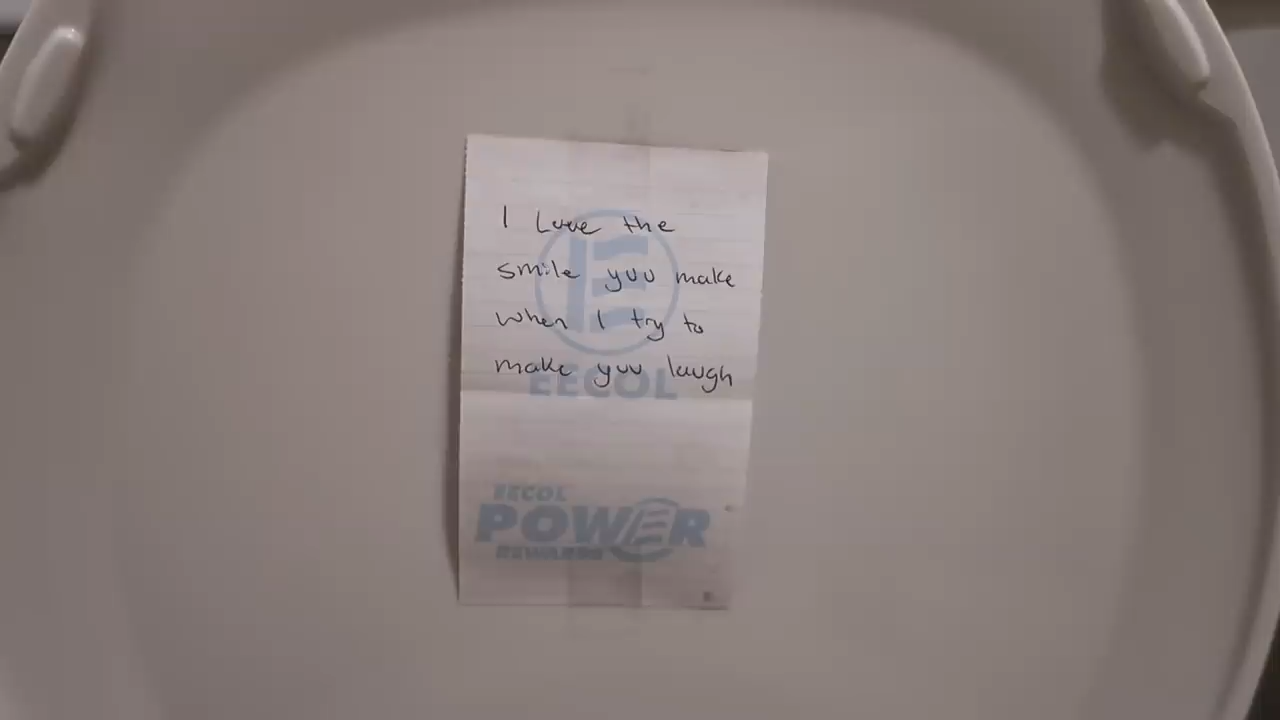 I Love the
smile you make
when I try to
make you laugh
EECOL
EECOL
POWER
REWARDS